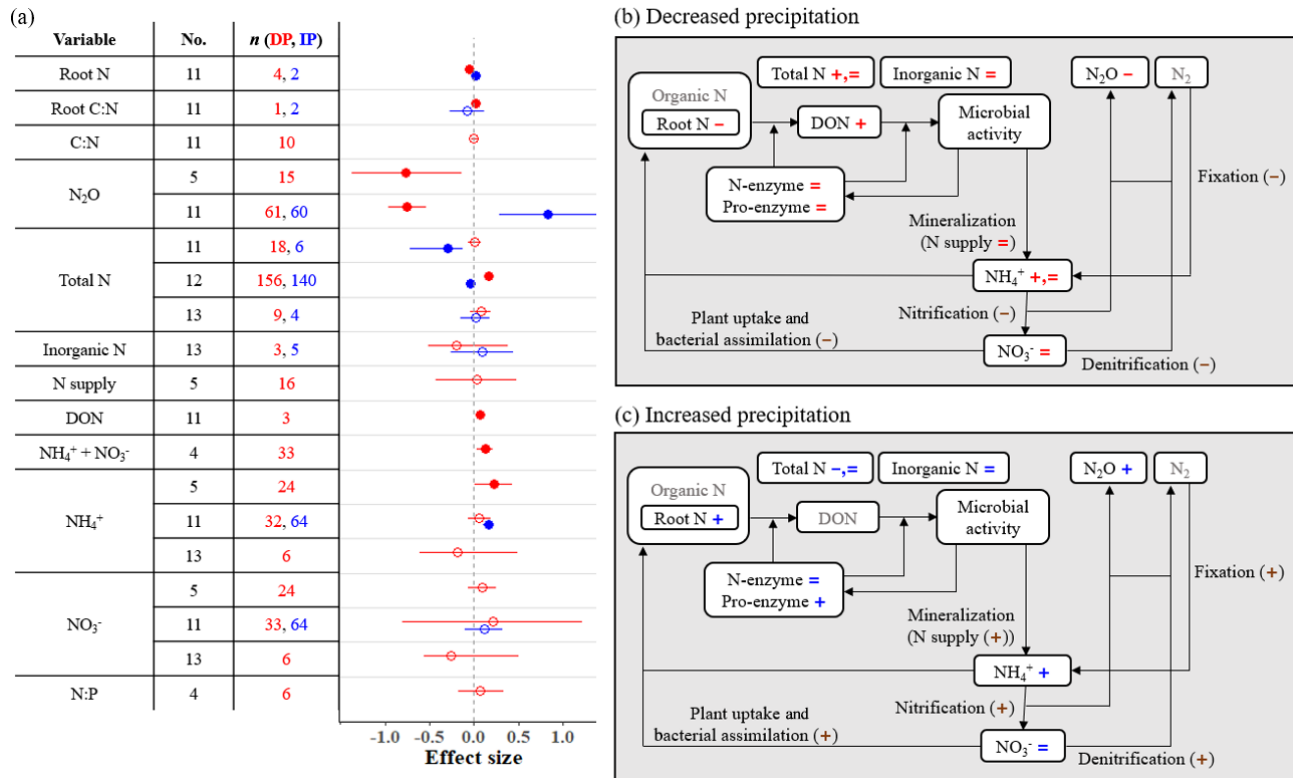 (a)
Variable No. n (DP, IP)
Root N 11 4, 2
Root C:N 11 1, 2
C:N 11 10
N₂O 5 15
11 61, 60
Total N 11 18, 6
12 156, 140
13 9, 4
Inorganic N 13 3, 5
N supply 5 16
DON 11 3
NH₄⁺ + NO₃⁻ 4 33
NH₄⁺ 5 24
11 32, 64
13 6
NO₃⁻ 5 24
11 33, 64
13 6
N:P 4 6
-1.0 -0.5 0.0 0.5 1.0
Effect size
(b) Decreased precipitation
Total N +,= Inorganic N = N₂O − N₂
Organic N
Root N − DON + Microbial
activity
N-enzyme =
Pro-enzyme =
Fixation (−)
Mineralization
(N supply =)
NH₄⁺ +,=
Plant uptake and
bacterial assimilation (−)
Nitrification (−)
NO₃⁻ =
Denitrification (−)
(c) Increased precipitation
Total N −,= Inorganic N = N₂O + N₂
Organic N
Root N + DON Microbial
activity
N-enzyme =
Pro-enzyme +
Fixation (+)
Mineralization
(N supply (+))
NH₄⁺ +
Plant uptake and
bacterial assimilation (+)
Nitrification (+)
NO₃⁻ =
Denitrification (+)